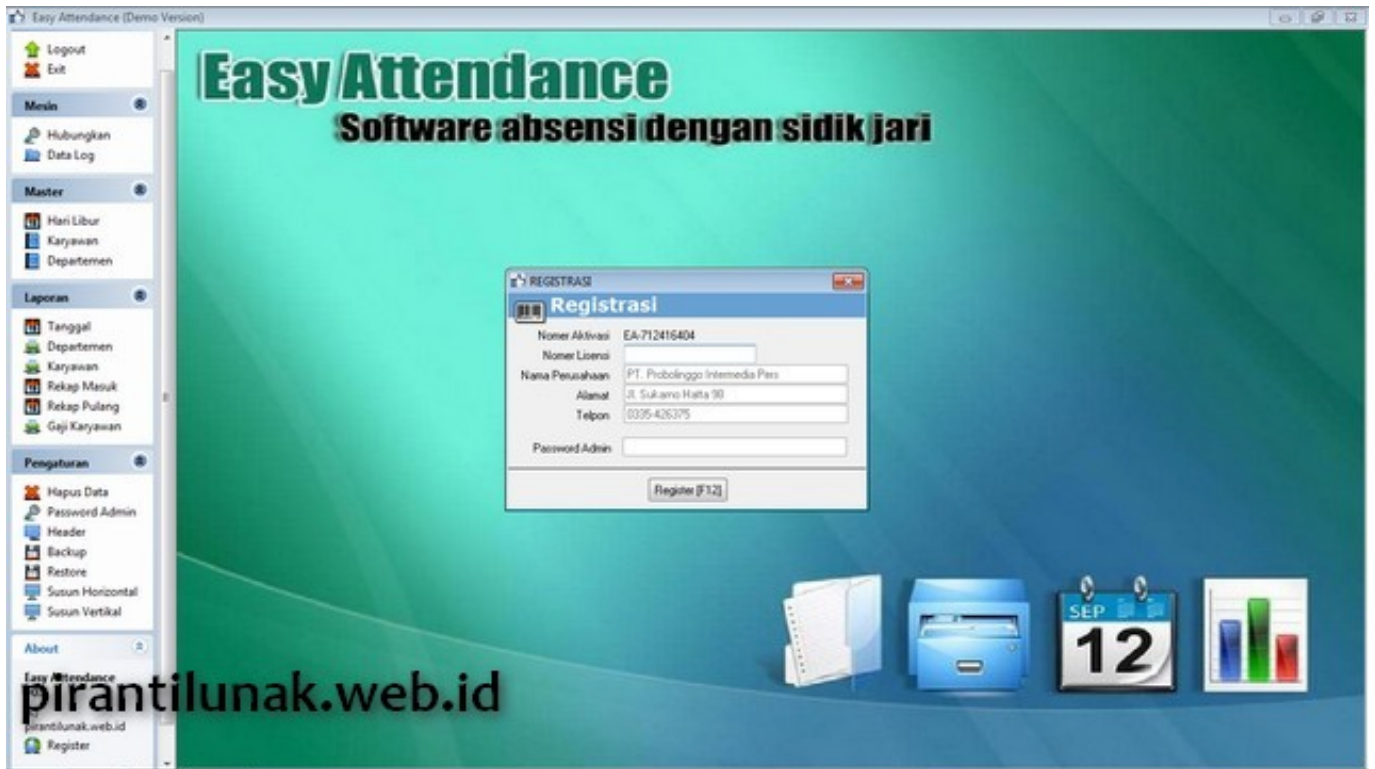 Easy Attendance (Demo Version)
Logout
Exit
Mesin
Hubungkan
Data Log
Master
Hari Libur
Karyawan
Departemen
Laporan
Tanggal
Departemen
Karyawan
Rekap Masuk
Rekap Pulang
Gaji Karyawan
Pengaturan
Hapus Data
Password Admin
Header
Backup
Restore
Susun Horizontal
Susun Vertikal
About
Easy Attendance
pirantilunak.web.id
Register
Easy Attendance
Software absensi dengan sidik jari
REGISTRASI
Registrasi
Nomer Aktivasi EA-712416404
Nomer Lisensi
Nama Perusahaan PT. Probolinggo Intermedia Pers
Alamat Jl. Sukarno Hatta 98
Telpon 0335-426375
Password Admin
Register [F12]
SEP
12
pirantilunak.web.id